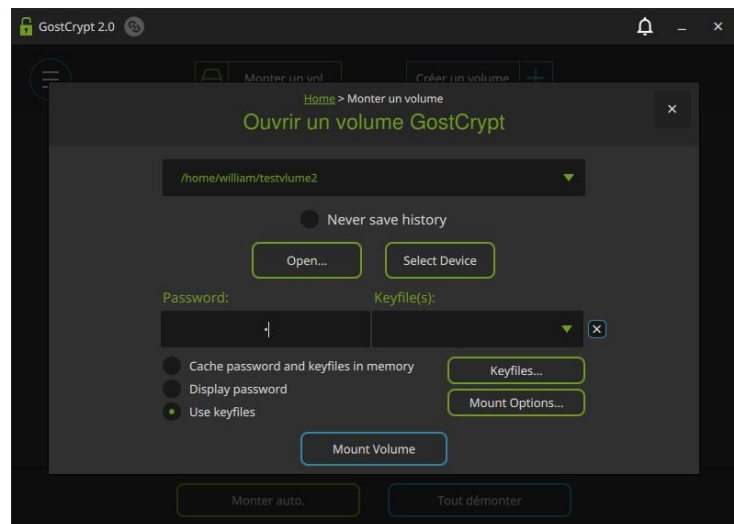 GostCrypt 2.0
Monter un vol
Créer un volume
Home > Monter un volume
Ouvrir un volume GostCrypt
/home/william/testvlume2
Never save history
Open...
Select Device
Password:
Keyfile(s):
Cache password and keyfiles in memory
Keyfiles...
Display password
Mount Options...
Use keyfiles
Mount Volume
Monter auto.
Tout démonter